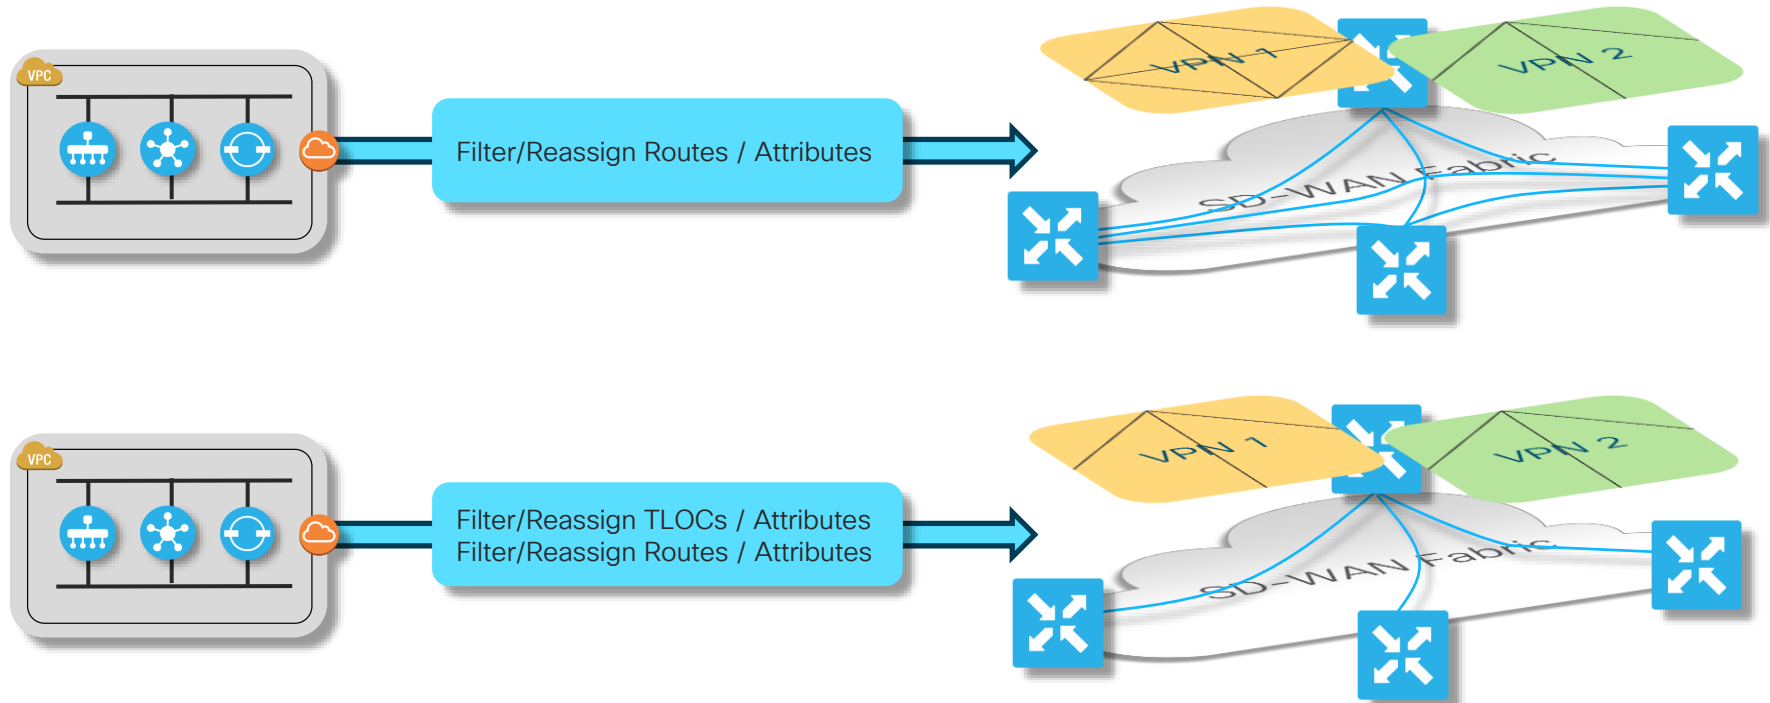 VPC
Filter/Reassign Routes / Attributes
VPN 1
VPN 2
SD-WAN Fabric
VPC
Filter/Reassign TLOCs / Attributes
Filter/Reassign Routes / Attributes
VPN 1
VPN 2
SD-WAN Fabric